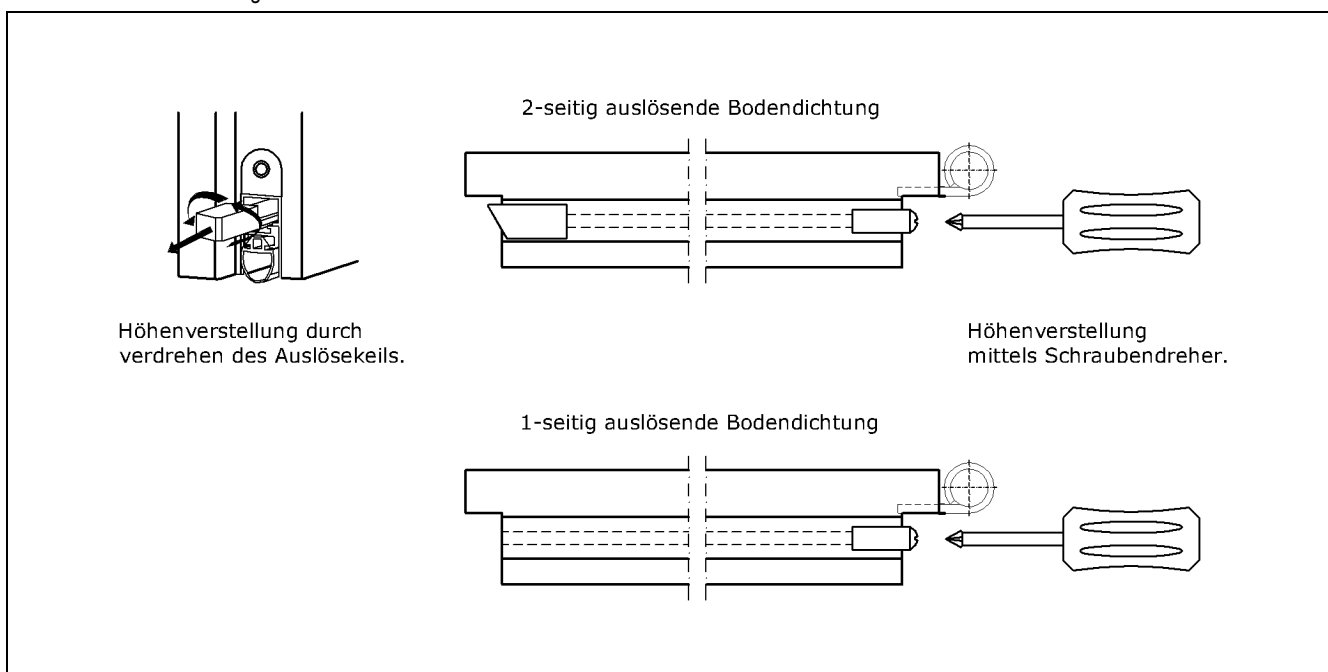 2-seitig auslösende Bodendichtung
Höhenverstellung durch
verdrehen des Auslösekeils.
Höhenverstellung
mittels Schraubendreher.
1-seitig auslösende Bodendichtung